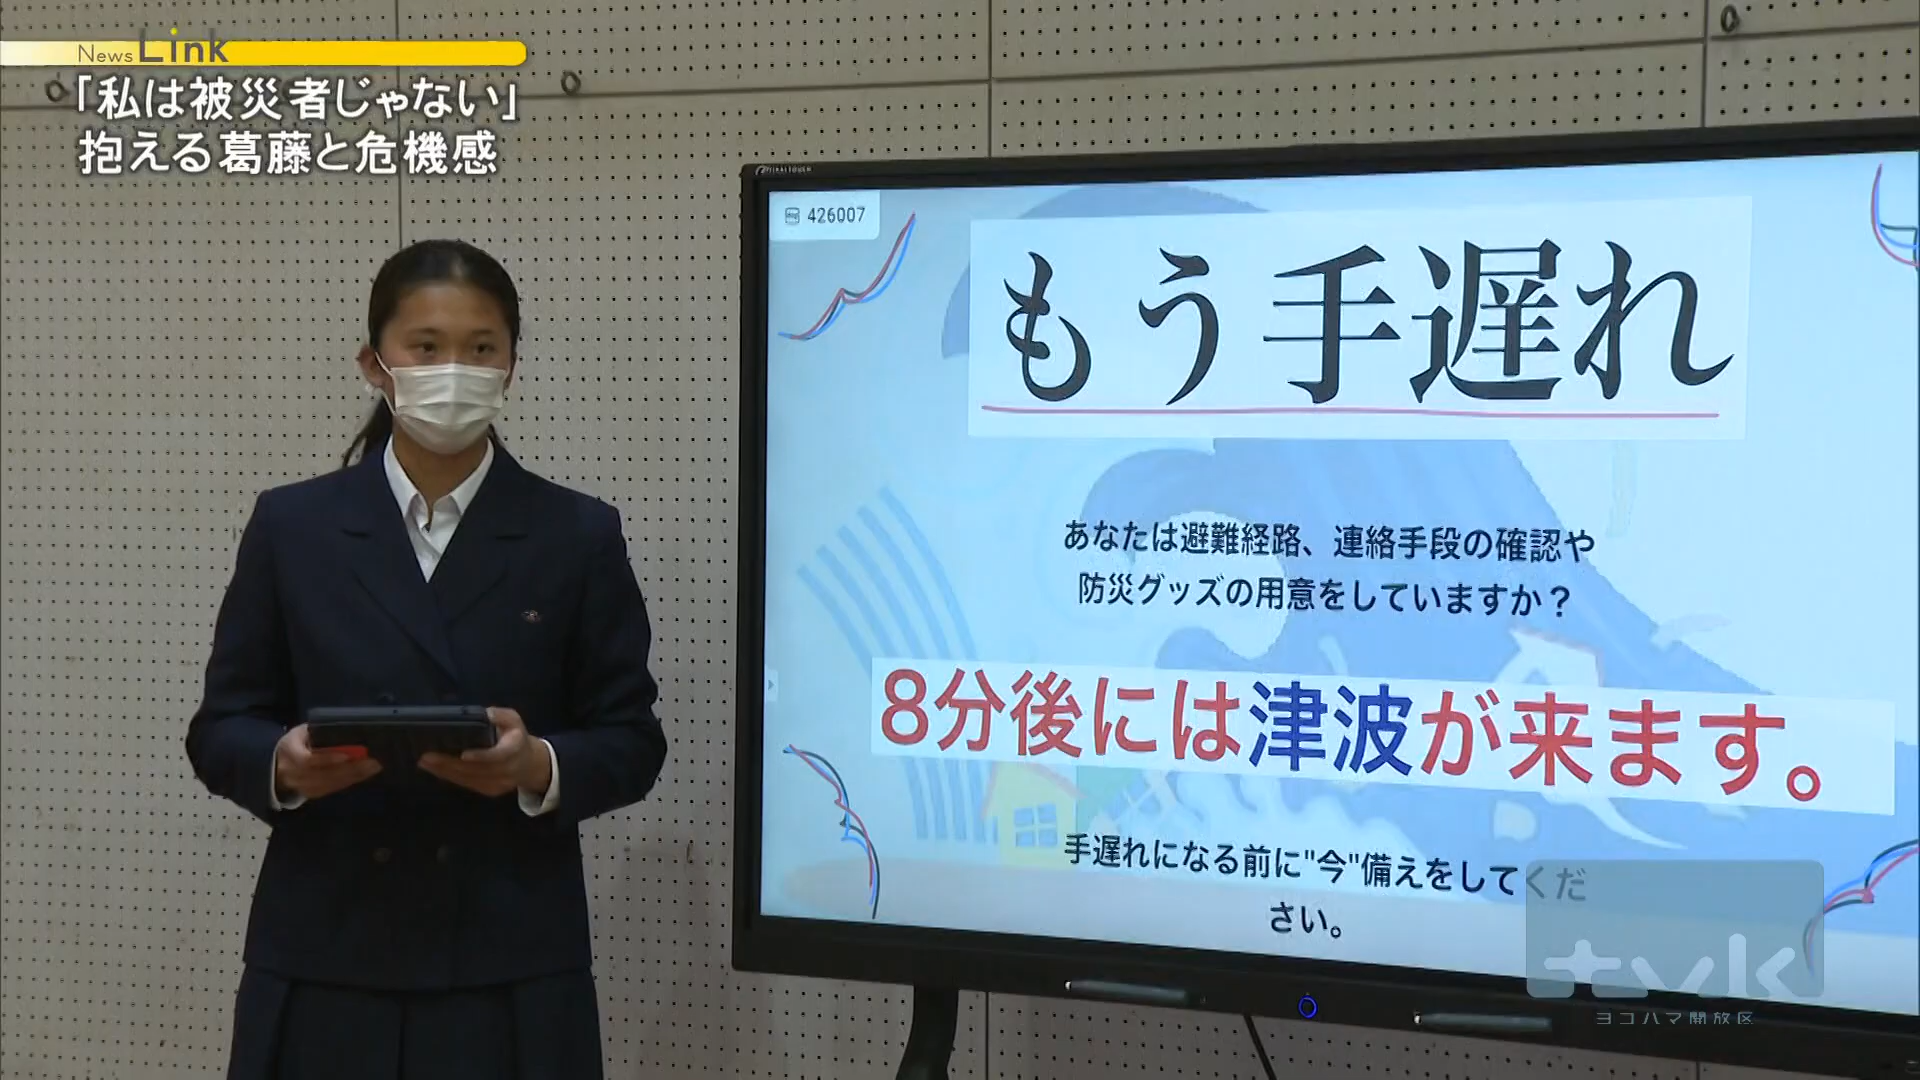 News Link
「私は被災者じゃない」
抱える葛藤と危機感
426007
もう手遅れ
あなたは避難経路、連絡手段の確認や
防災グッズの用意をしていますか？
8分後には津波が来ます。
手遅れになる前に"今"備えをしてくだ
さい。
tvk
ヨコハマ開放区